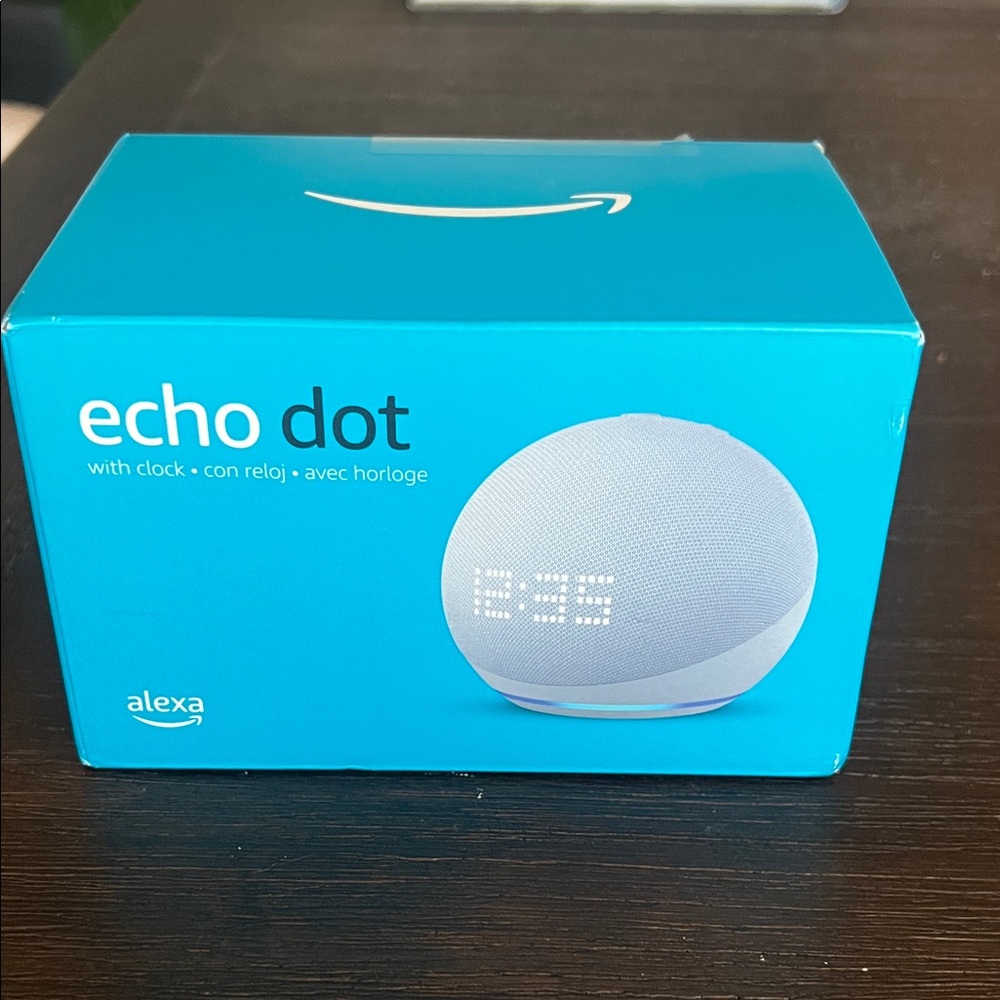 echo dot
with clock • con reloj • avec horloge
12:35
alexa